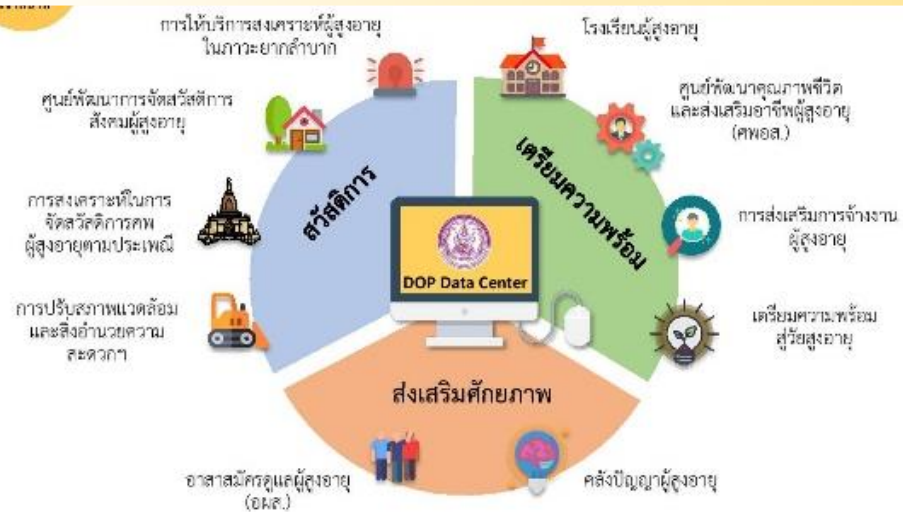 การให้บริการสงเคราะห์ผู้สูงอายุ
ในภาวะยากลำบาก
โรงเรียนผู้สูงอายุ
ศูนย์พัฒนาการจัดสวัสดิการ
สังคมผู้สูงอายุ
ศูนย์พัฒนาคุณภาพชีวิต
และส่งเสริมอาชีพผู้สูงอายุ
(ศพอส.)
สวัสดิการ
เตรียมความพร้อม
การสงเคราะห์ในการ
จัดสวัสดิการศพ
ผู้สูงอายุตามประเพณี
การส่งเสริมการจ้างงาน
ผู้สูงอายุ
DOP Data Center
การปรับสภาพแวดล้อม
และสิ่งอำนวยความ
สะดวกฯ
เตรียมความพร้อม
สู่วัยสูงอายุ
ส่งเสริมศักยภาพ
อาสาสมัครดูแลผู้สูงอายุ
(อผส.)
คลังปัญญาผู้สูงอายุ